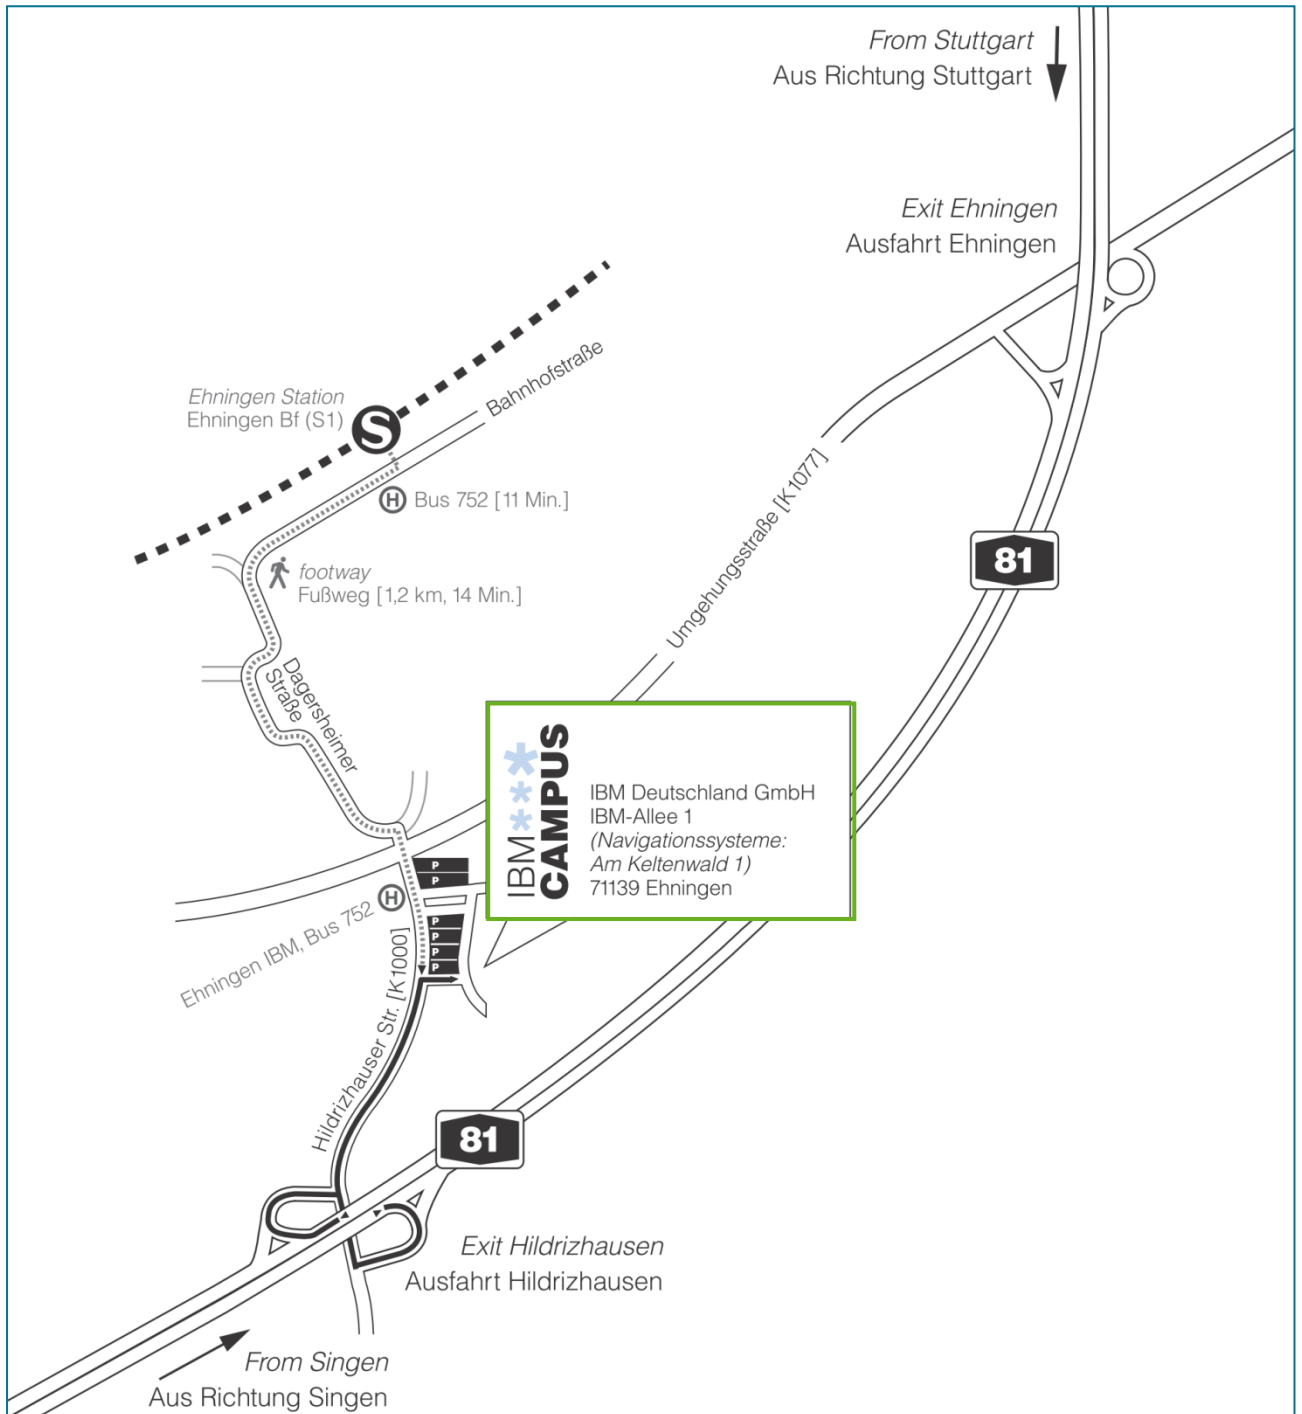 From Stuttgart
Aus Richtung Stuttgart
Exit Ehningen
Ausfahrt Ehningen
Bahnhofstraße
Ehningen Station
Ehningen Bf (S1)
S
H Bus 752 [11 Min.]
Umgehungsstraße [K1077]
81
footway
Fußweg [1,2 km, 14 Min.]
Dagersheimer
Straße
IBM***
CAMPUS
IBM Deutschland GmbH
IBM-Allee 1
(Navigationssysteme:
Am Keltenwald 1)
71139 Ehningen
P
P
H
Ehningen IBM, Bus 752
P
P
P
P
Hildrizhauser Str. [K1000]
81
Exit Hildrizhausen
Ausfahrt Hildrizhausen
From Singen
Aus Richtung Singen